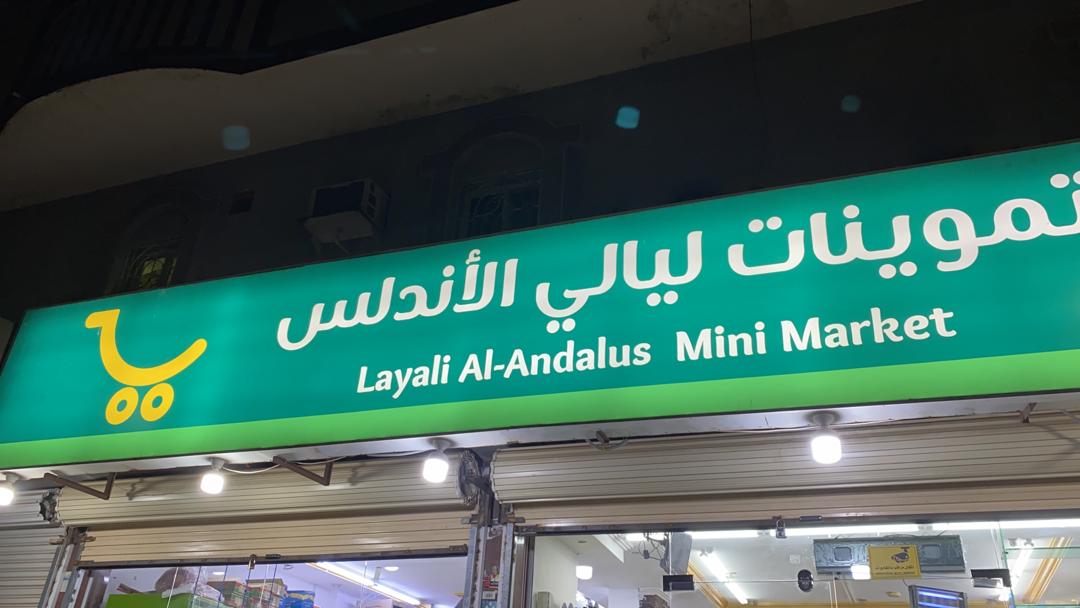 تموينات ليالي الأندلس
Layali Al-Andalus Mini Market